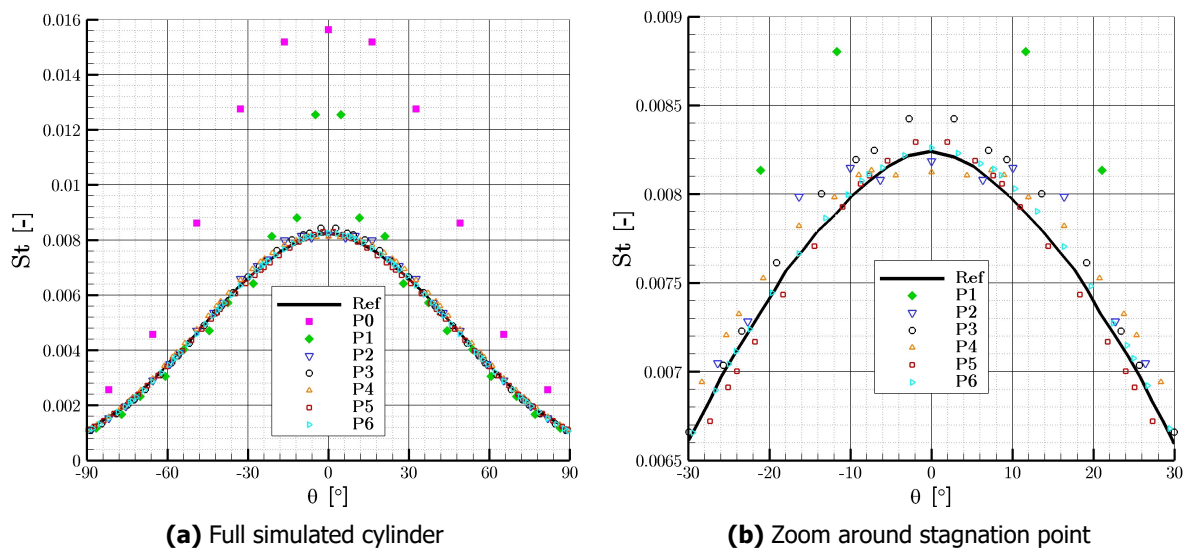 0.016
0.014
0.012
0.01
0.008
0.006
0.004
0.002
0
St [-]
-90 -60 -30 0 30 60 90
θ [°]
Ref
P0
P1
P2
P3
P4
P5
P6
(a) Full simulated cylinder
0.009
0.0085
0.008
0.0075
0.007
0.0065
St [-]
-30 -20 -10 0 10 20 30
θ [°]
Ref
P1
P2
P3
P4
P5
P6
(b) Zoom around stagnation point